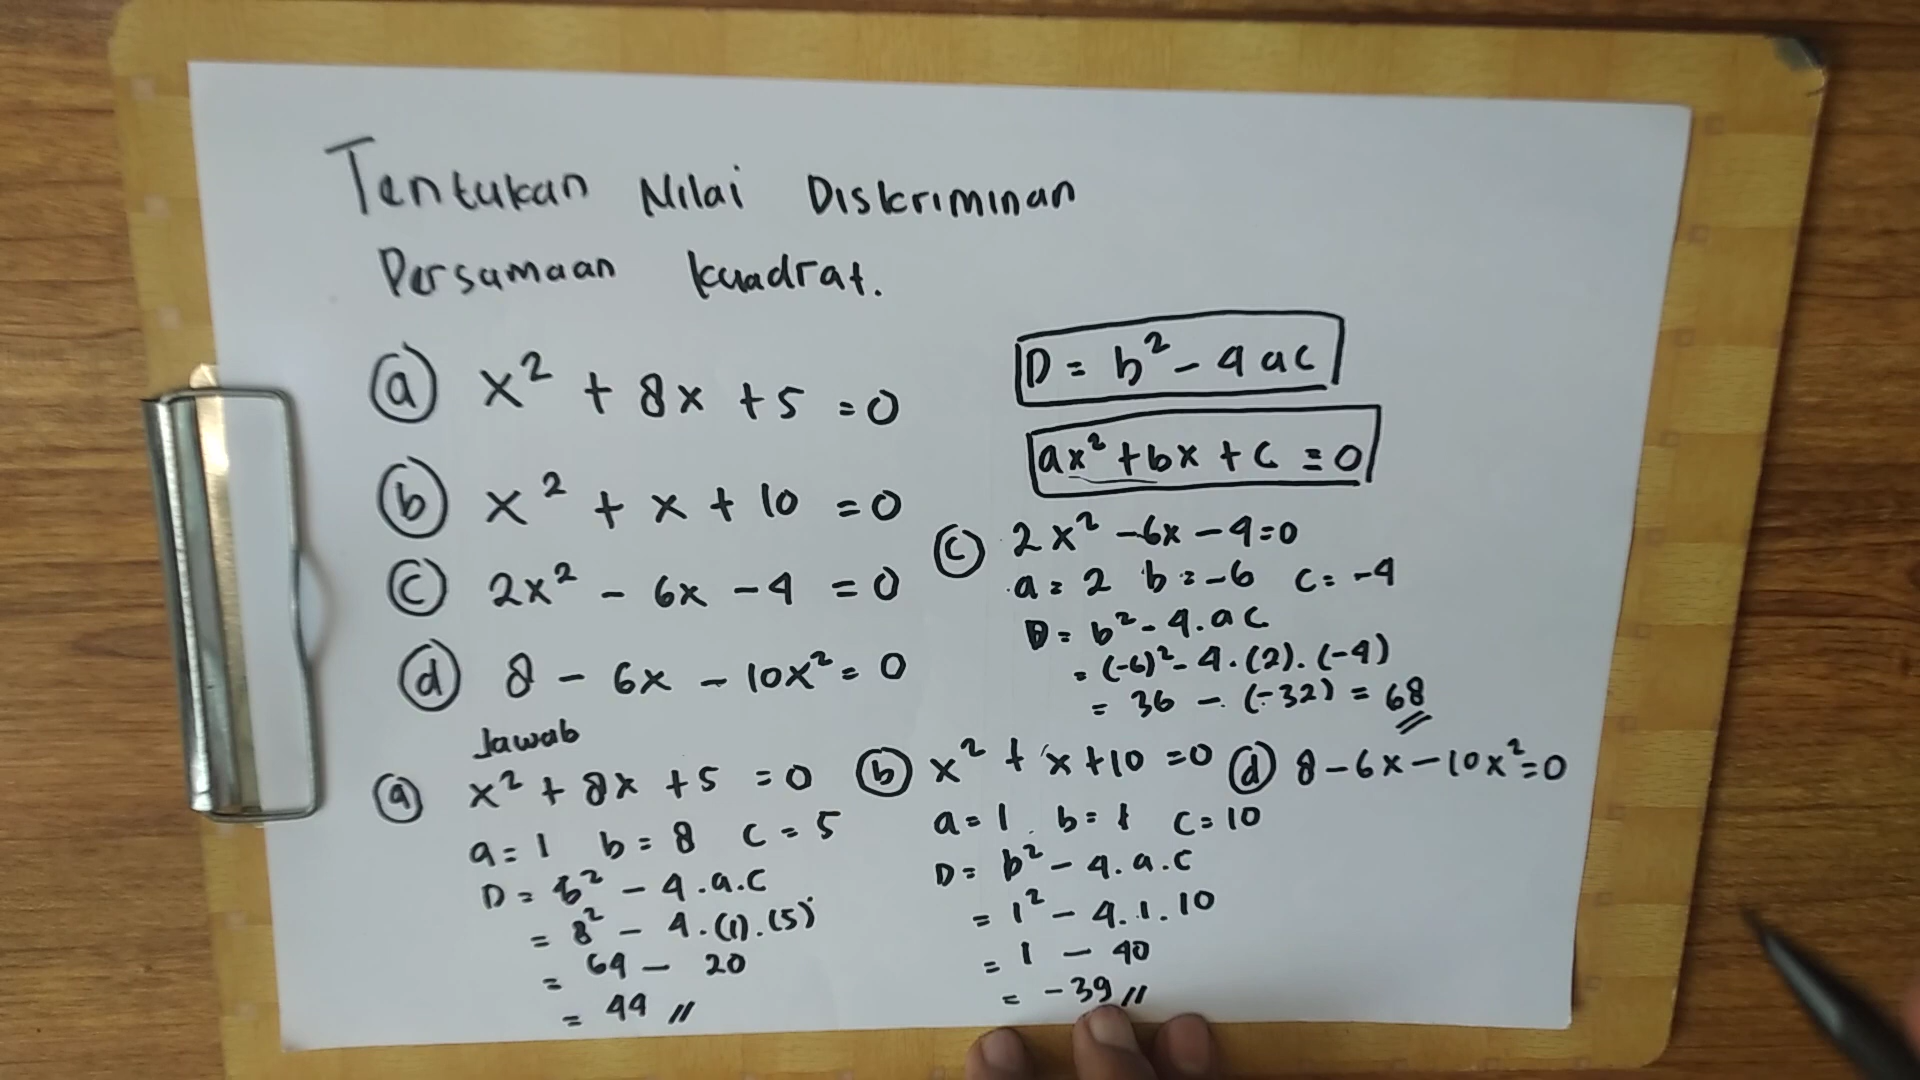 Tentukan Nilai Diskriminan
Persamaan kuadrat.
ⓐ x² + 8x + 5 = 0
ⓑ x² + x + 10 = 0
ⓒ 2x² - 6x - 4 = 0
ⓓ 8 - 6x - 10x² = 0
D = b² - 4ac
ax² + bx + c = 0
Jawab
ⓐ x² + 8x + 5 = 0
a = 1 b = 8 c = 5
D = b² - 4.a.c
= 8² - 4.(1).(5)
= 64 - 20
= 44 //
ⓑ x² + x + 10 = 0
a = 1 b = 1 c = 10
D = b² - 4.a.c
= 1² - 4.1.10
= 1 - 40
= -39 //
ⓒ 2x² - 6x - 4 = 0
a = 2 b = -6 c = -4
D = b² - 4.ac
= (-6)² - 4.(2).(-4)
= 36 - (-32) = 68 //
ⓓ 8 - 6x - 10x² = 0